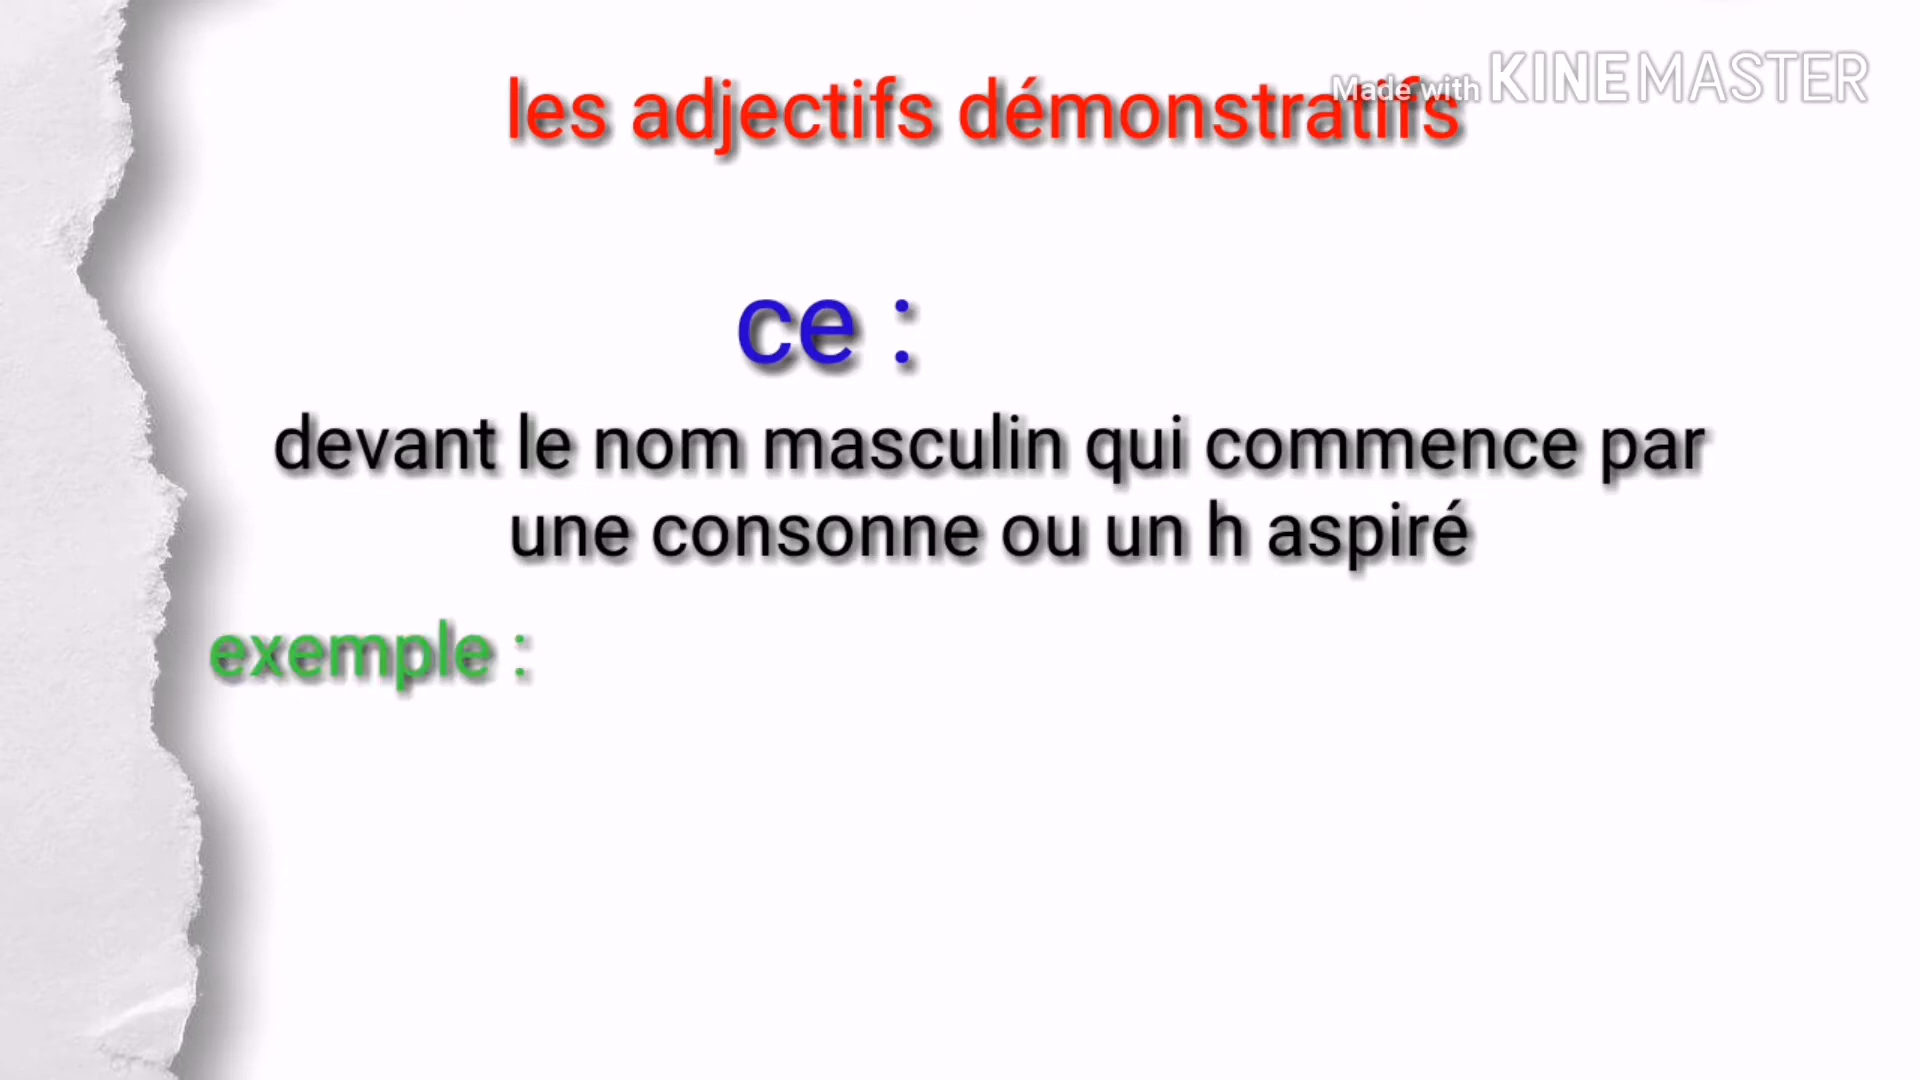 les adjectifs démonstratifs
Made with KINEMASTER
ce :
devant le nom masculin qui commence par
une consonne ou un h aspiré
exemple :